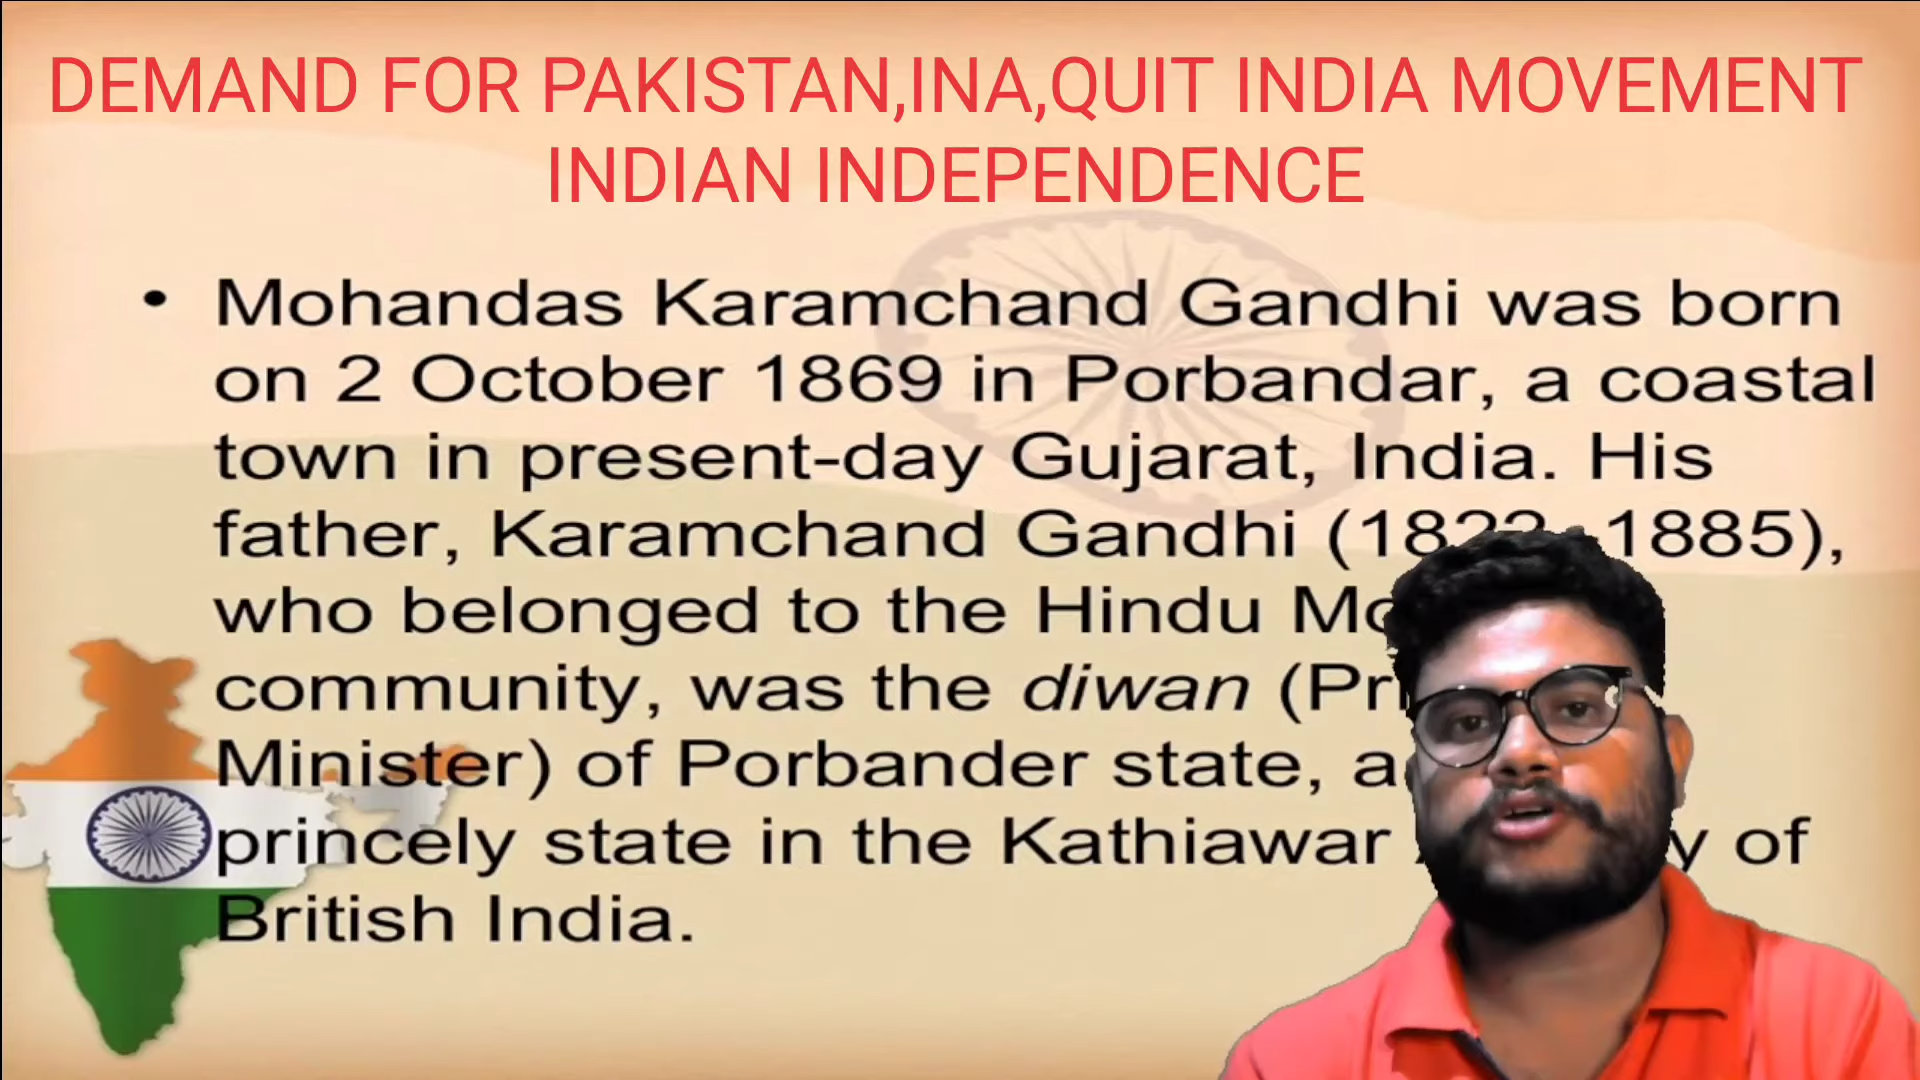 DEMAND FOR PAKISTAN,INA,QUIT INDIA MOVEMENT
INDIAN INDEPENDENCE
• Mohandas Karamchand Gandhi was born
on 2 October 1869 in Porbandar, a coastal
town in present-day Gujarat, India. His
father, Karamchand Gandhi (1822 1885),
who belonged to the Hindu
community, was the diwan
Minister) of Porbander state, a
princely state in the Kathiawar of
British India.